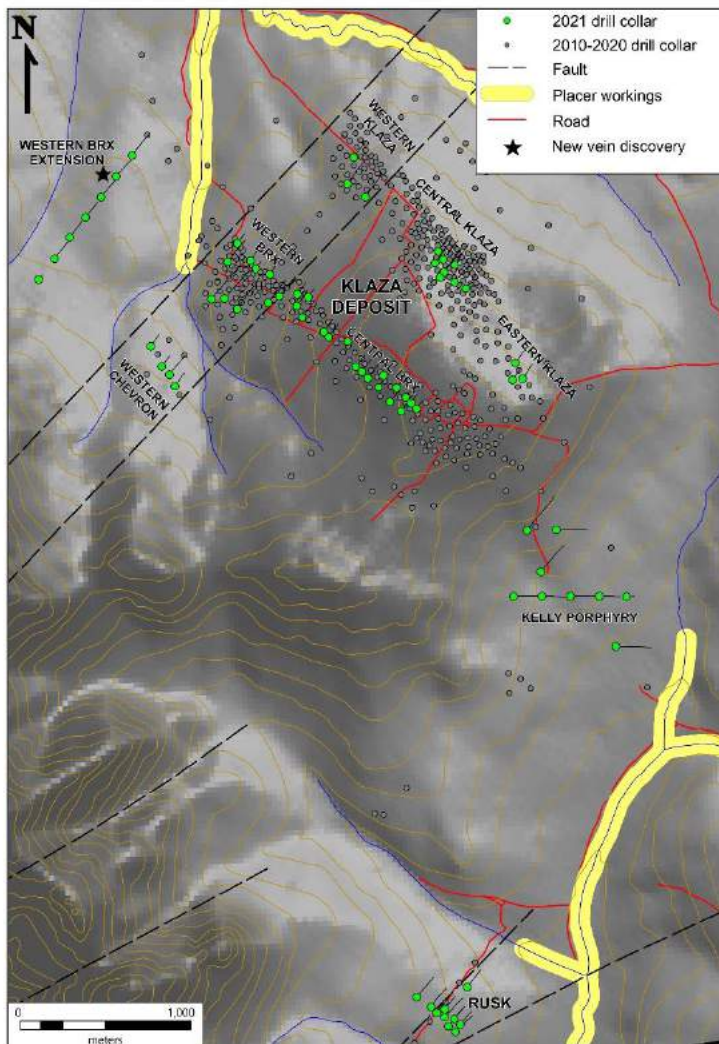 N
2021 drill collar
2010-2020 drill collar
Fault
Placer workings
Road
New vein discovery
WESTERN BRX
EXTENSION
WESTERN
KLAZA
CENTRAL KLAZA
WESTERN
BRX
KLAZA
DEPOSIT
EASTERN KLAZA
CENTRAL BRX
WESTERN
CHEVRON
KELLY PORPHYRY
RUSK
0 1,000
meters